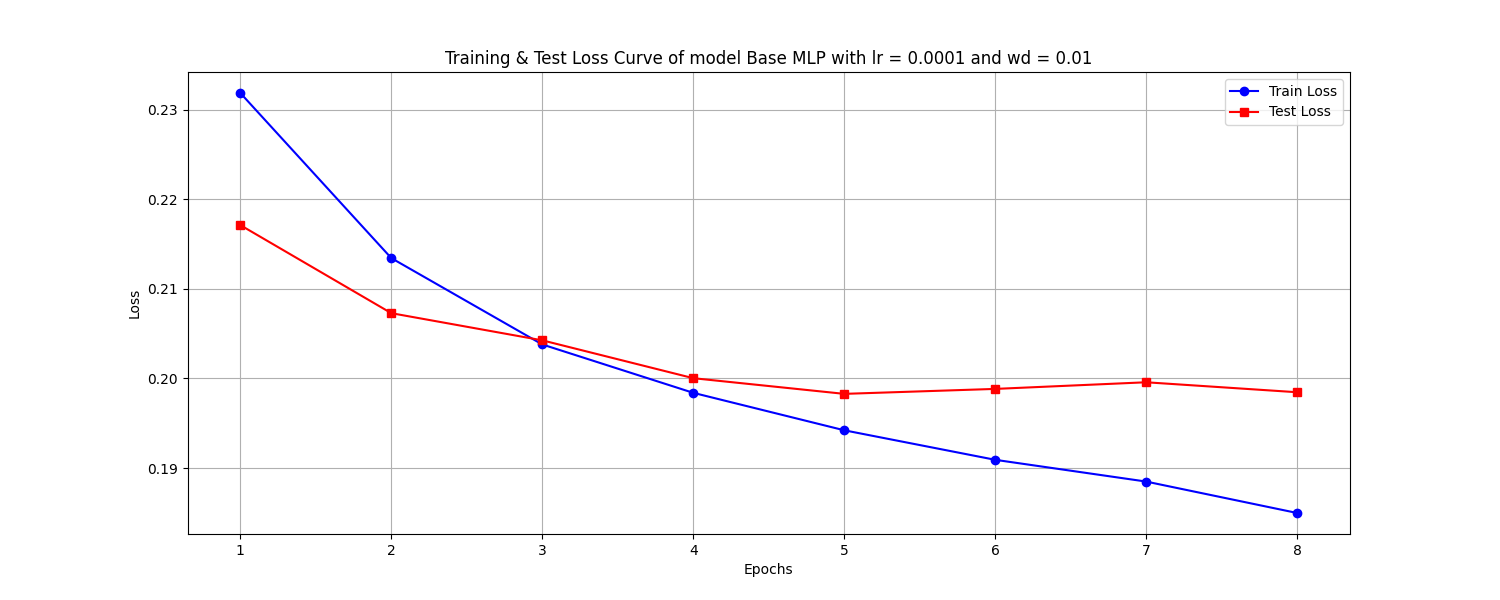 Training & Test Loss Curve of model Base MLP with lr = 0.0001 and wd = 0.01
Train Loss
Test Loss
0.23
0.22
0.21
0.20
0.19
Loss
1 2 3 4 5 6 7 8
Epochs